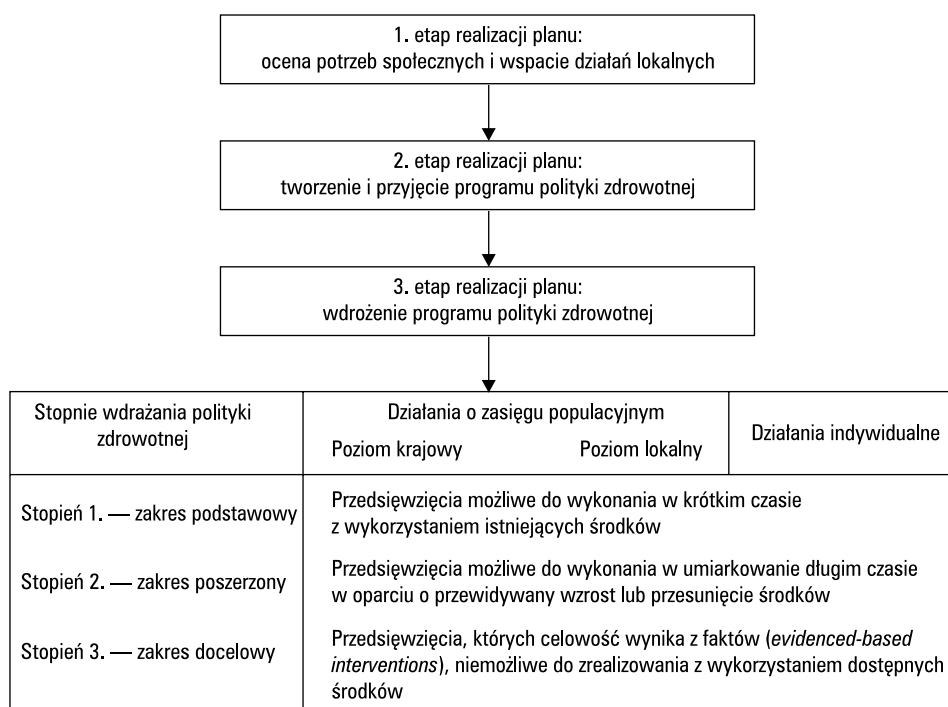 1. etap realizacji planu:
ocena potrzeb społecznych i wspacie działań lokalnych
2. etap realizacji planu:
tworzenie i przyjęcie programu polityki zdrowotnej
3. etap realizacji planu:
wdrożenie programu polityki zdrowotnej
Stopnie wdrażania polityki
zdrowotnej
Działania o zasięgu populacyjnym
Poziom krajowy
Poziom lokalny
Działania indywidualne
Stopień 1. — zakres podstawowy
Przedsięwzięcia możliwe do wykonania w krótkim czasie
z wykorzystaniem istniejących środków
Stopień 2. — zakres poszerzony
Przedsięwzięcia możliwe do wykonania w umiarkowanie długim czasie
w oparciu o przewidywany wzrost lub przesunięcie środków
Stopień 3. — zakres docelowy
Przedsięwzięcia, których celowość wynika z faktów (evidenced-based
interventions), niemożliwe do zrealizowania z wykorzystaniem dostępnych
środków